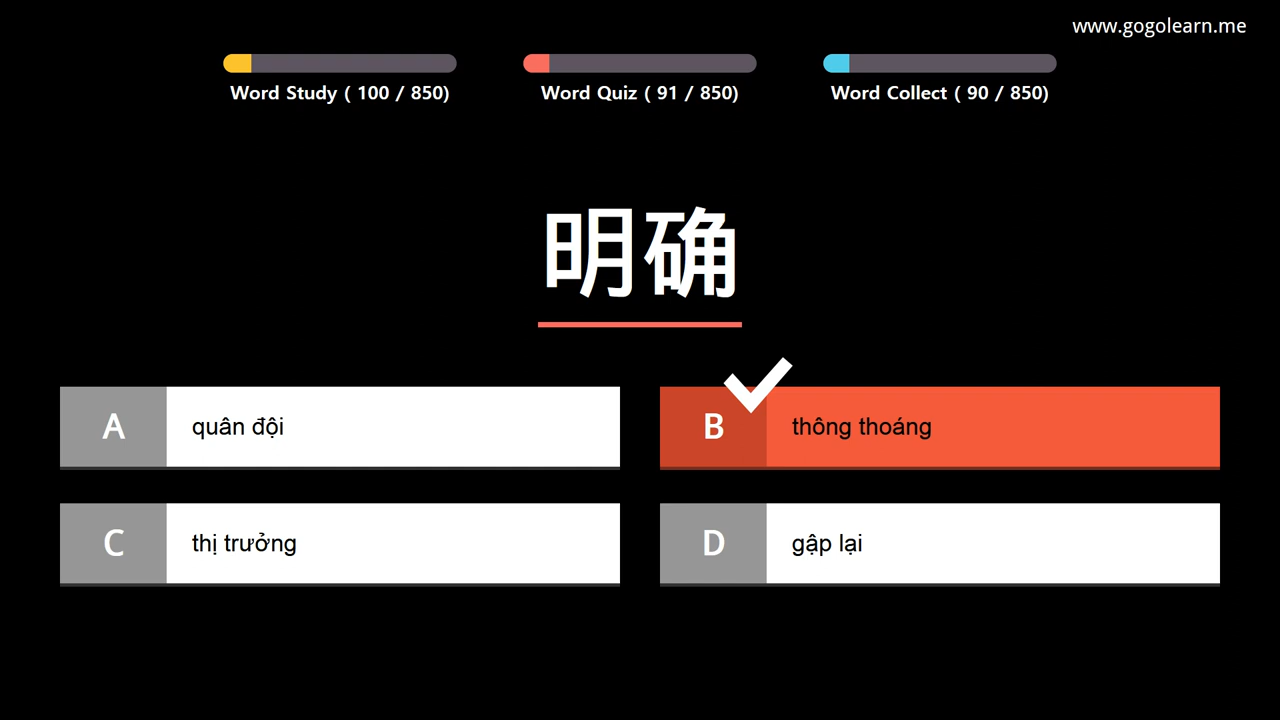 www.gogolearn.me
Word Study ( 100 / 850)
Word Quiz ( 91 / 850)
Word Collect ( 90 / 850)
明确
A quân đội
B thông thoáng
C thị trưởng
D gập lại